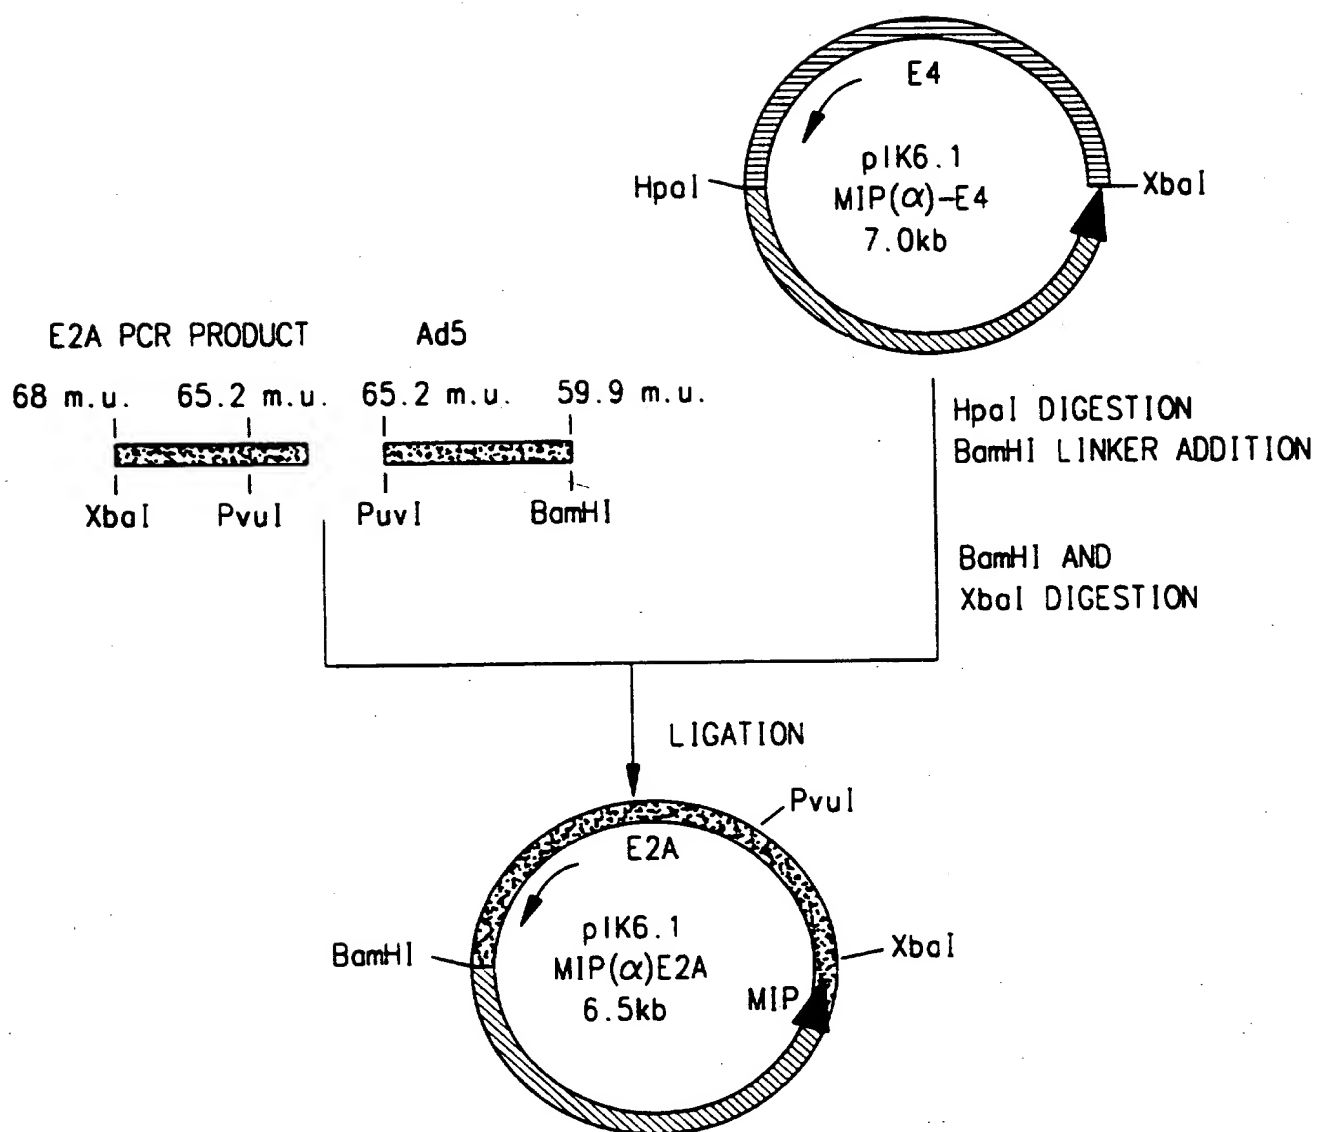 E4
pIK6.1
MIP(α)-E4
7.0kb
HpaI
XbaI
E2A PCR PRODUCT
Ad5
68 m.u. 65.2 m.u. 65.2 m.u. 59.9 m.u.
XbaI PvuI PuvI BamHI
HpaI DIGESTION
BamHI LINKER ADDITION
BamHI AND
XbaI DIGESTION
LIGATION
PvuI
E2A
BamHI
XbaI
pIK6.1
MIP(α)E2A
6.5kb
MIP